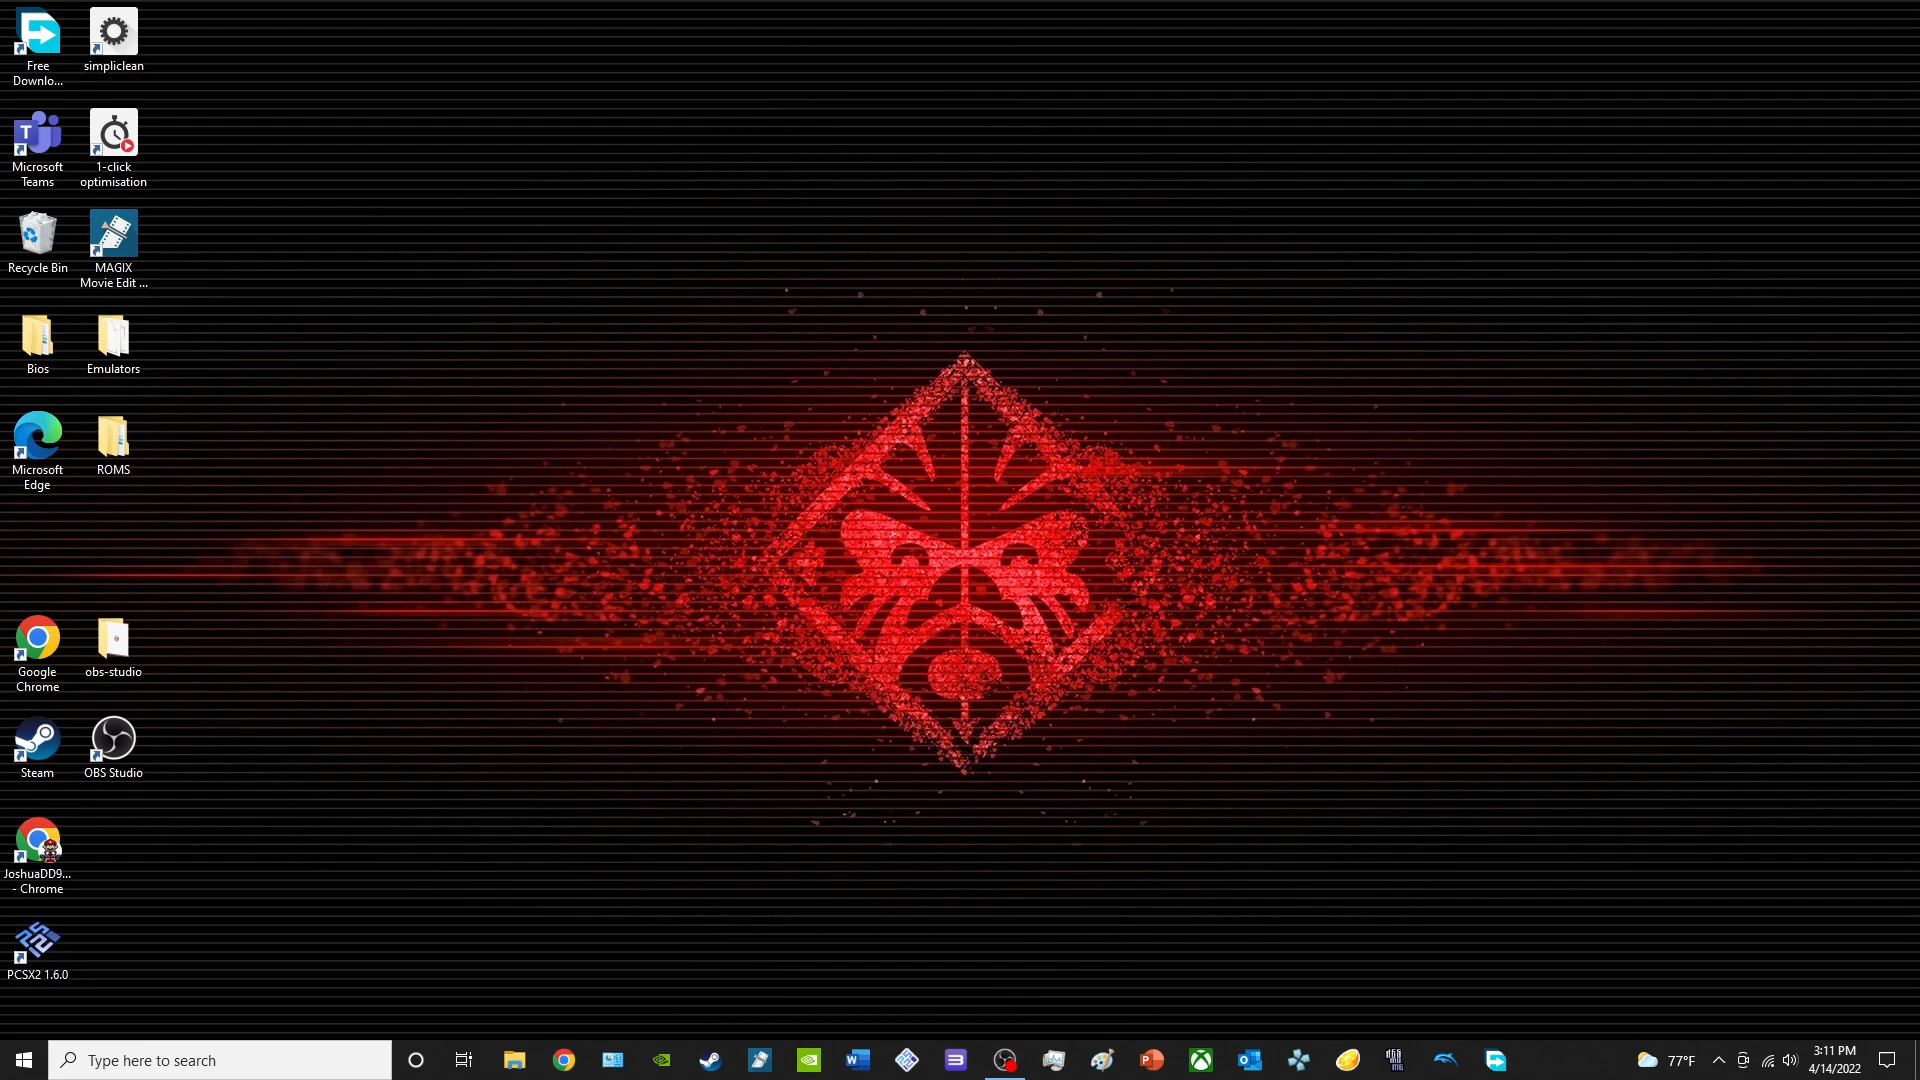 Free
Downlo...
simpliclean
Microsoft
Teams
1-click
optimisation
Recycle Bin
MAGIX
Movie Edit ...
Bios
Emulators
Microsoft
Edge
ROMS
Google
Chrome
obs-studio
Steam
OBS Studio
JoshuaDD9...
- Chrome
PCSX2 1.6.0
Type here to search
77°F
3:11 PM
4/14/2022